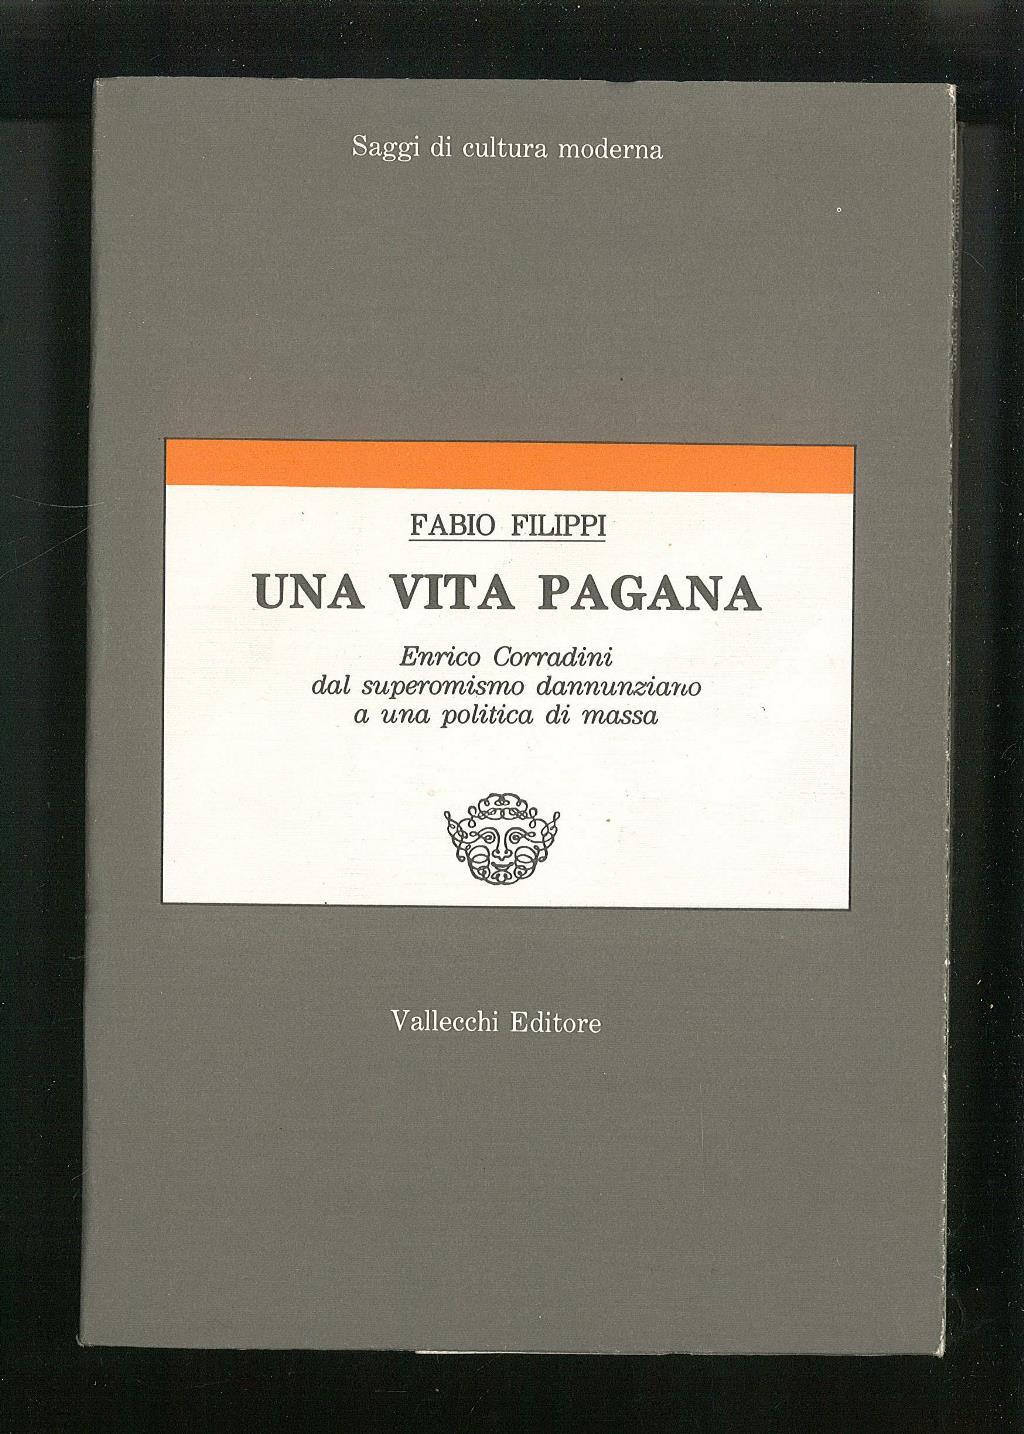 Saggi di cultura moderna
FABIO FILIPPI
UNA VITA PAGANA
Enrico Corradini
dal superomismo dannunziano
a una politica di massa
Vallecchi Editore